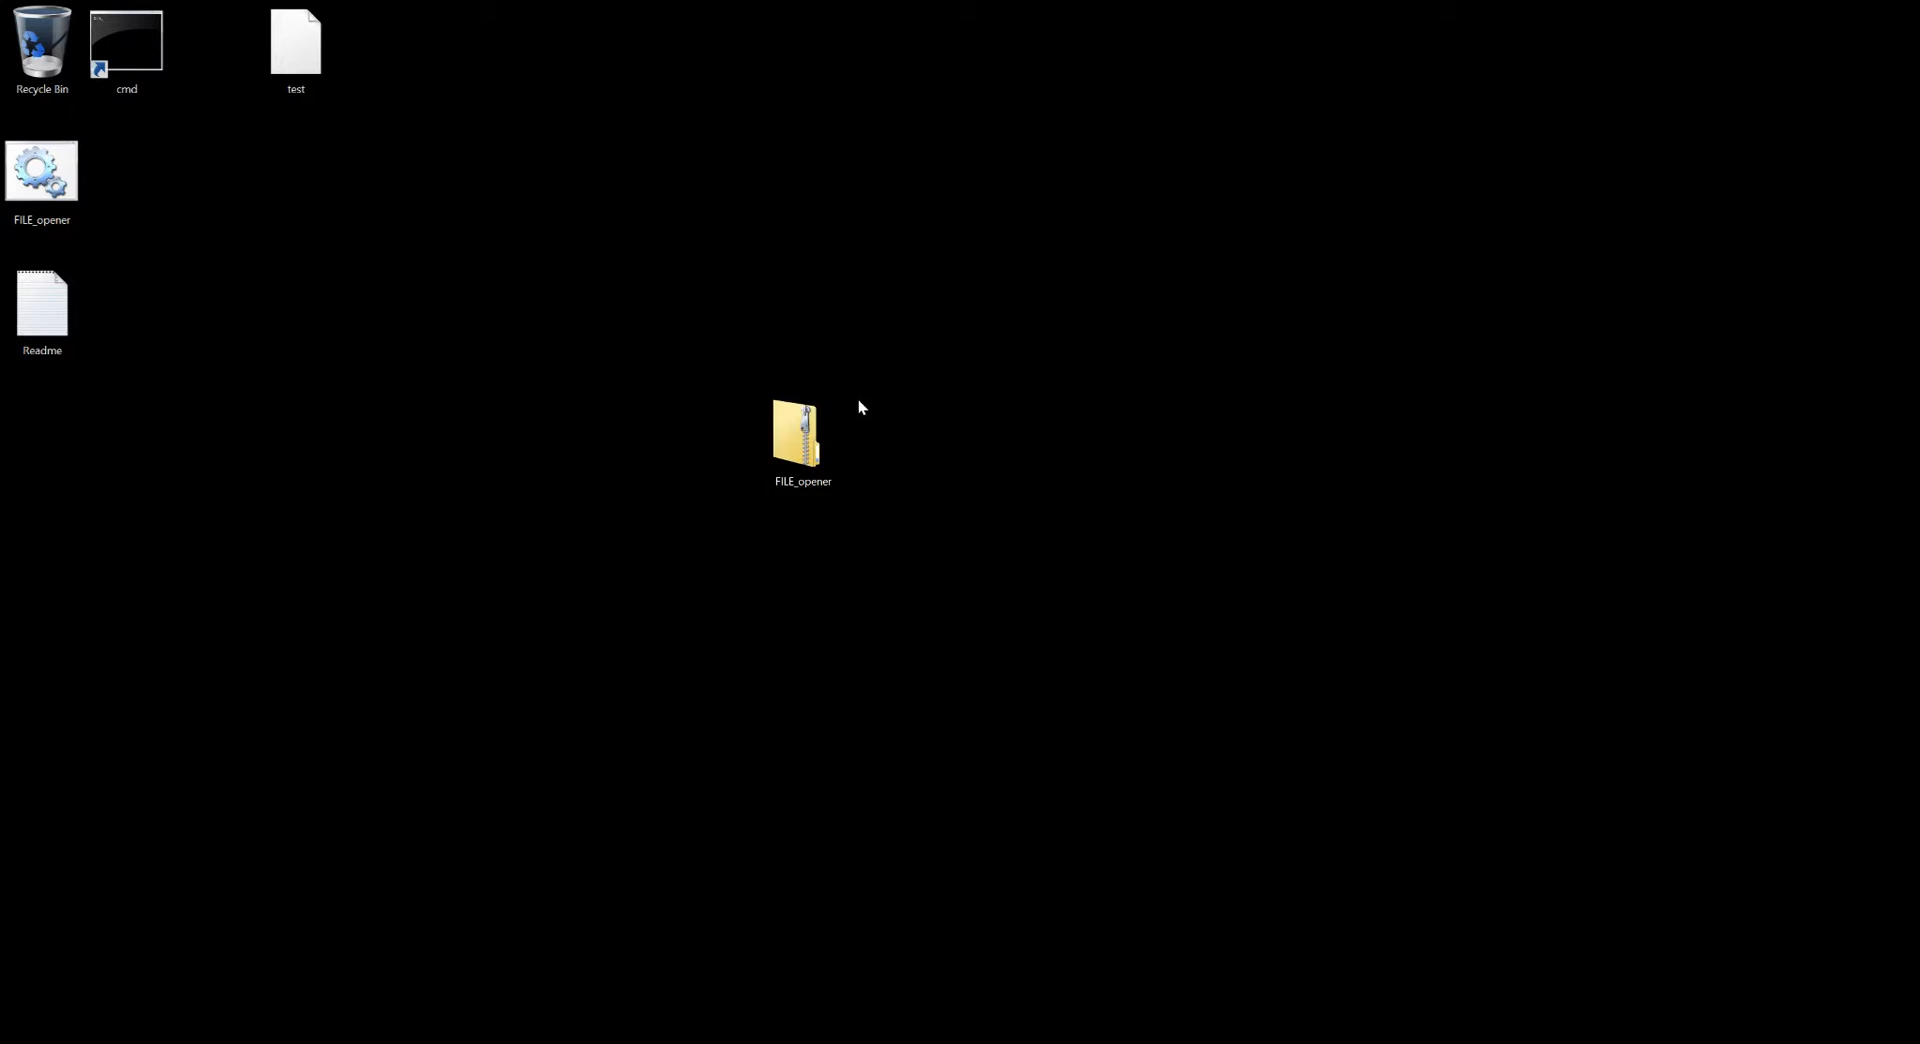 Recycle Bin
cmd
test
FILE_opener
Readme
FILE_opener